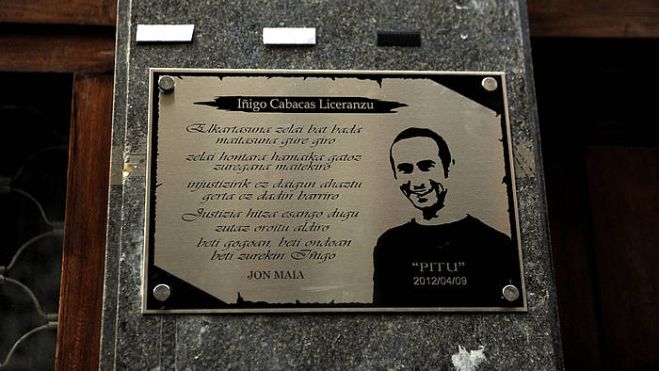 Iñigo Cabacas Liceranzu
Elkartasuna zelai bat bada
maitasuna gure giro
zelai hontara hamaika gatoz
zuregana maitekiro
injustizirik ez daigun ahaztu
gerta ez dadin barriro
Justizia hitza esango dugu
zutaz oroitu aldiro
beti gogoan, beti ondoan
beti zurekin Iñigo
JON MAIA
"PITU"
2012/04/09